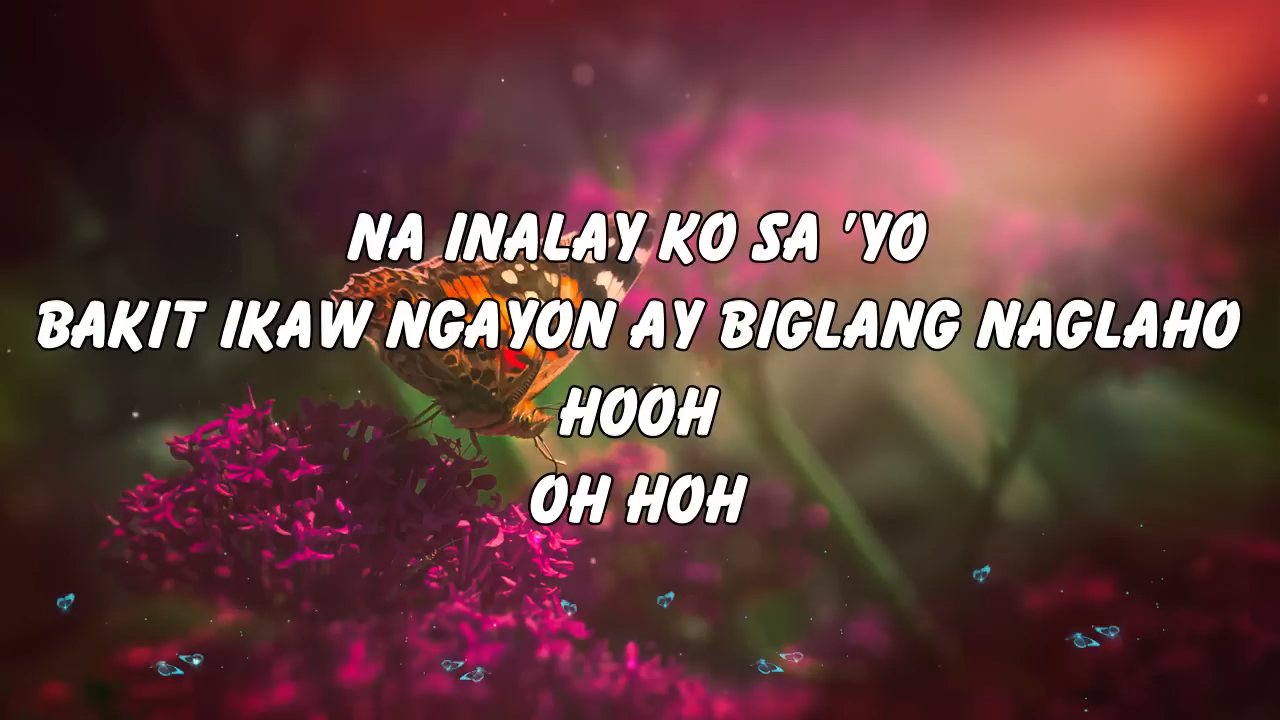 NA INALAY KO SA 'YO
BAKIT IKAW NGAYON AY BIGLANG NAGLAHO
HOOH
OH HOH